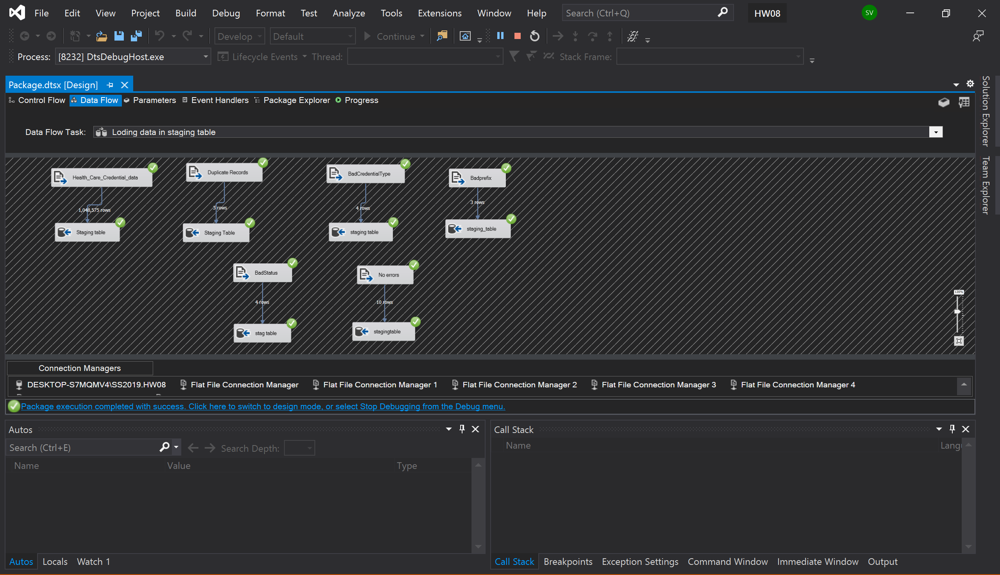 File Edit View Project Build Debug Format Test Analyze Tools Extensions Window Help Search (Ctrl+Q) HW08 SV
Develop Default Continue
Process: [8232] DtsDebugHost.exe Lifecycle Events Thread: Stack Frame:
Package.dtsx [Design]
Control Flow Data Flow Parameters Event Handlers Package Explorer Progress
Data Flow Task: Loding data in staging table
Health_Care_Credential_data Duplicate Records BadCredentialType Badprefix
1,048,575 rows 3 rows 4 rows 3 rows
Staging table Staging Table staging table staging_table
BadStatus No errors
4 rows 10 rows
stag table stagingtable
120%
Connection Managers
DESKTOP-S7MQMV4\SS2019.HW08 Flat File Connection Manager Flat File Connection Manager 1 Flat File Connection Manager 2 Flat File Connection Manager 3 Flat File Connection Manager 4
Package execution completed with success. Click here to switch to design mode, or select Stop Debugging from the Debug menu.
Solution Explorer
Team Explorer
Autos
Search (Ctrl+E) Search Depth:
Name Value Type
Autos Locals Watch 1
Call Stack
Name Langu
Call Stack Breakpoints Exception Settings Command Window Immediate Window Output